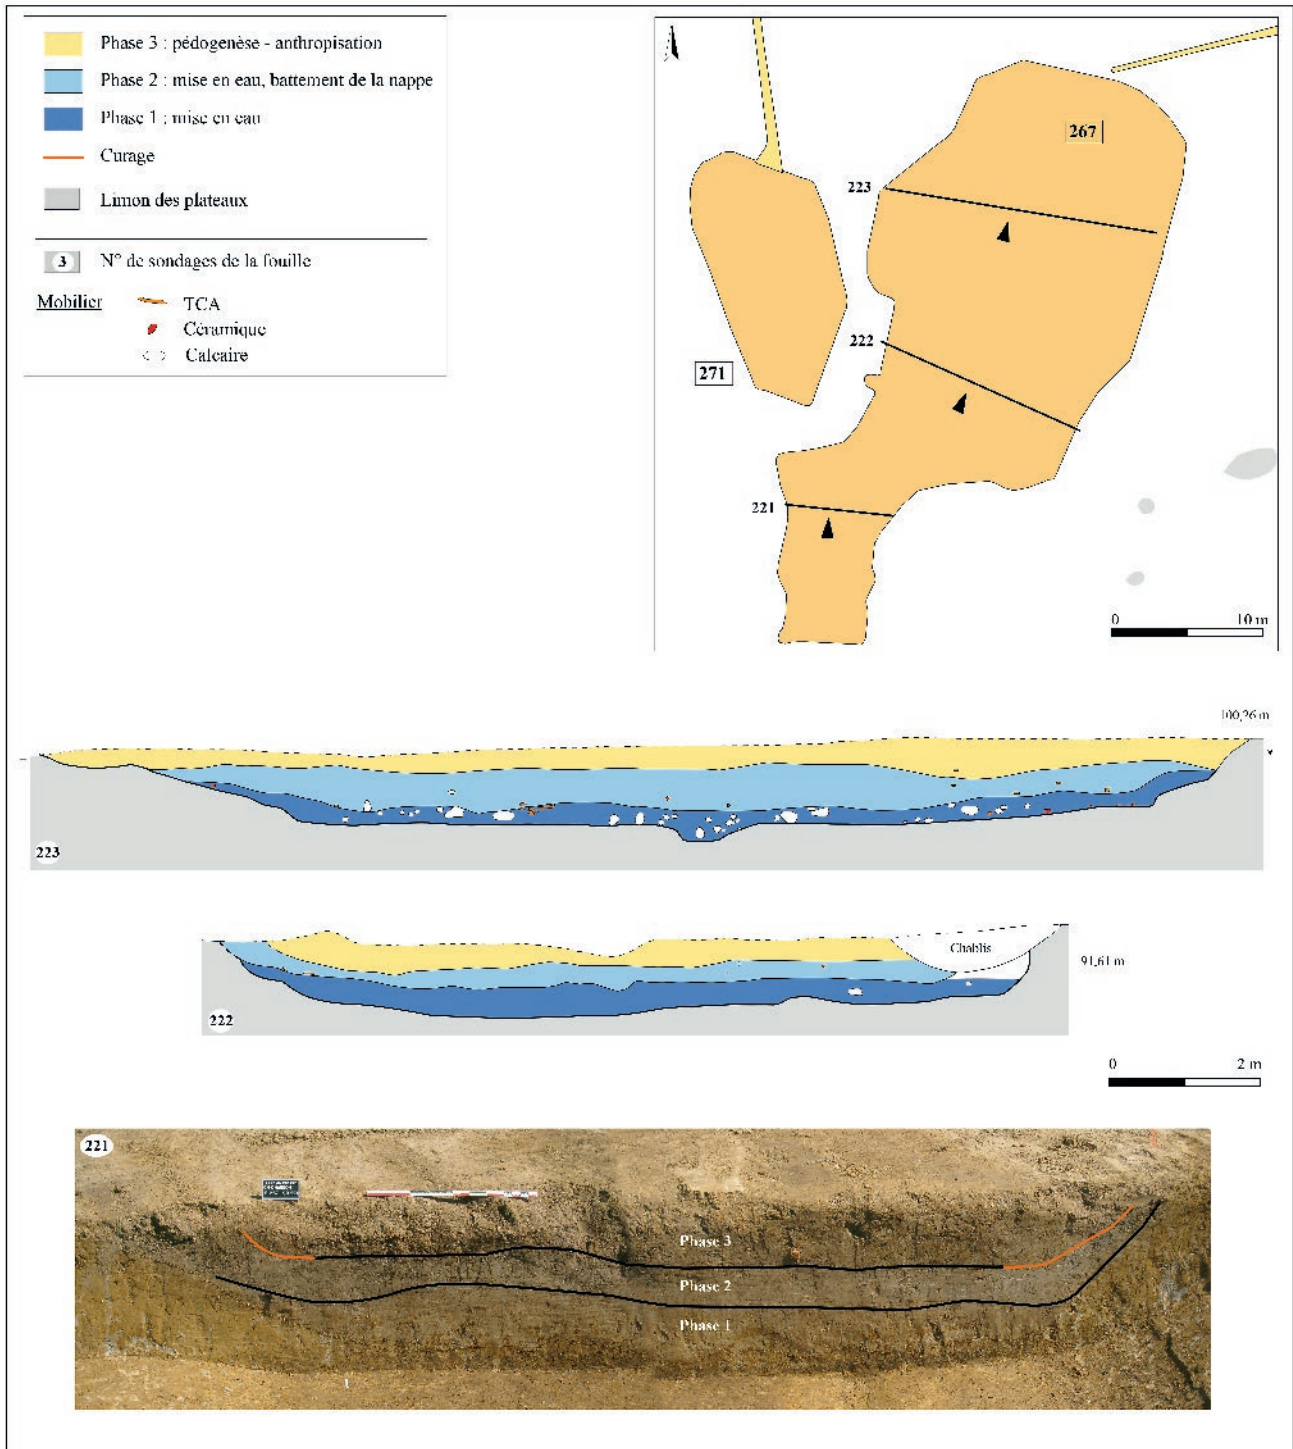 Phase 3 : pédogenèse - anthropisation
Phase 2 : mise en eau, battement de la nappe
Phase 1 : mise en eau
Curage
Limon des plateaux
3 N° de sondages de la fouille
Mobilier
TCA
Céramique
Calcaire
267
223
222
271
221
0 10 m
100,26 m
223
Chablis
91,61 m
222
0 2 m
221
Phase 3
Phase 2
Phase 1